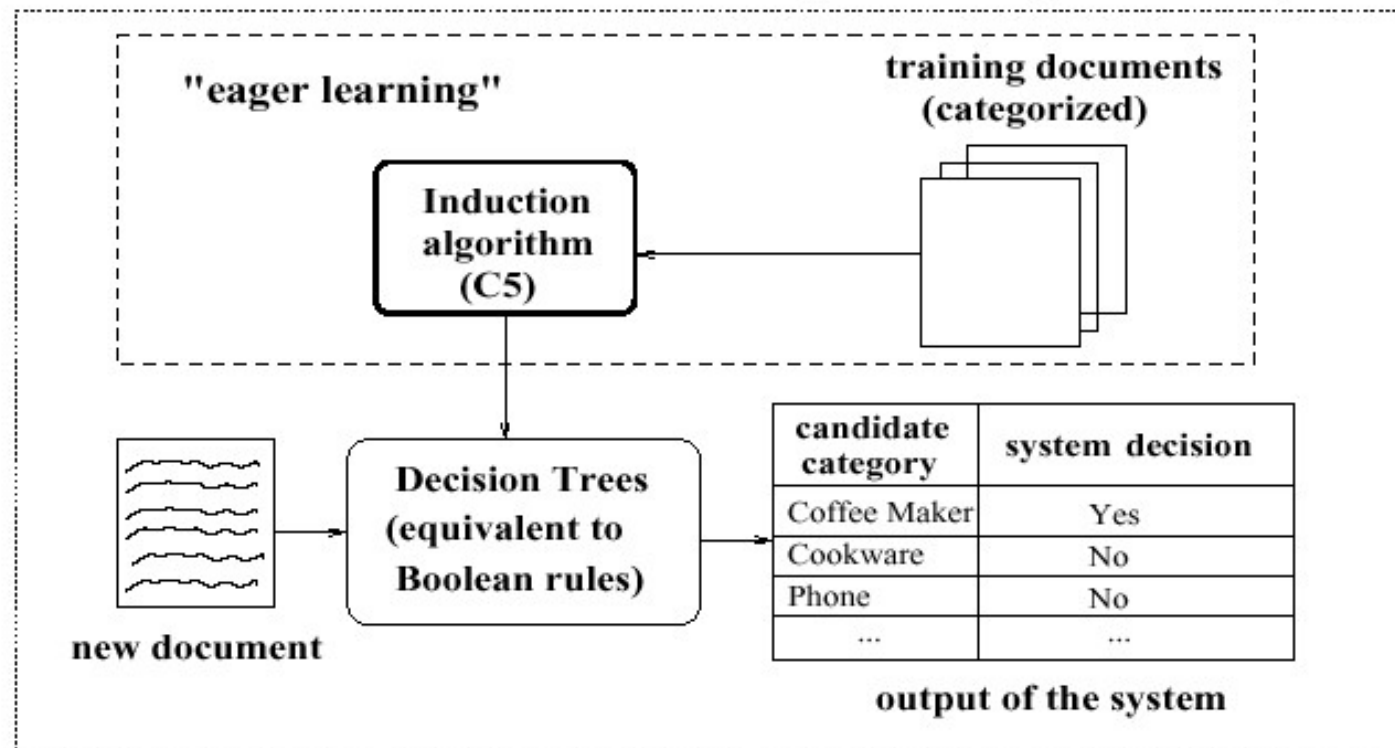 "eager learning"
training documents
(categorized)
Induction
algorithm
(C5)
new document
Decision Trees
(equivalent to
Boolean rules)
candidate category	system decision
Coffee Maker	Yes
Cookware	No
Phone	No
...	...
output of the system